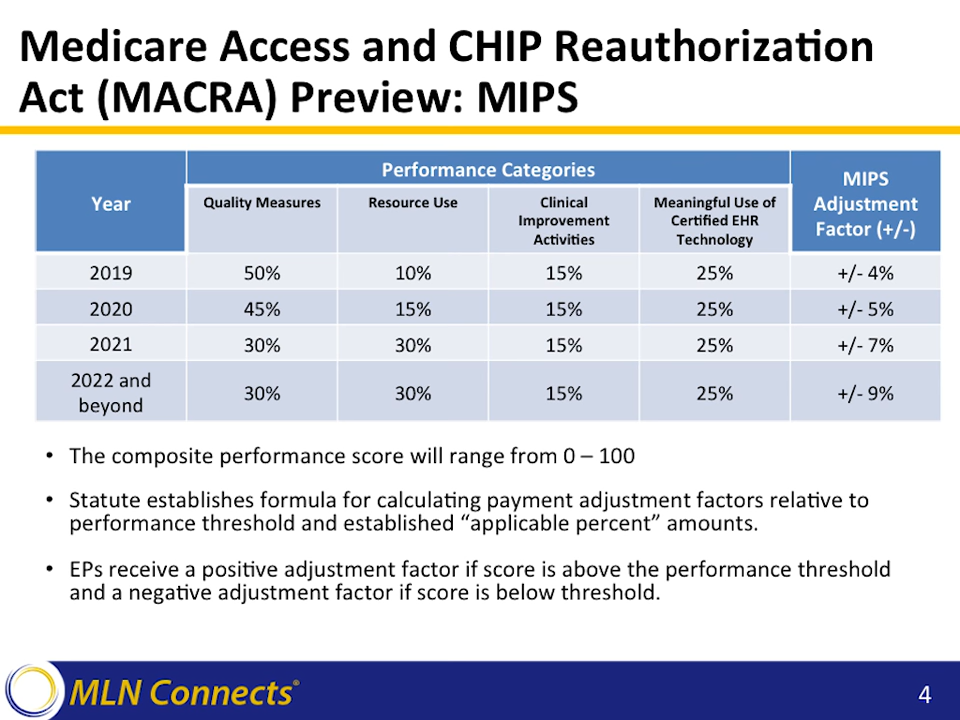 Medicare Access and CHIP Reauthorization
Act (MACRA) Preview: MIPS
Year
Performance Categories
MIPS
Adjustment
Factor (+/-)
Quality Measures
Resource Use
Clinical
Improvement
Activities
Meaningful Use of
Certified EHR
Technology
2019 50% 10% 15% 25% +/- 4%
2020 45% 15% 15% 25% +/- 5%
2021 30% 30% 15% 25% +/- 7%
2022 and
beyond
30% 30% 15% 25% +/- 9%
• The composite performance score will range from 0 – 100
• Statute establishes formula for calculating payment adjustment factors relative to
performance threshold and established “applicable percent” amounts.
• EPs receive a positive adjustment factor if score is above the performance threshold
and a negative adjustment factor if score is below threshold.
MLN Connects®
4